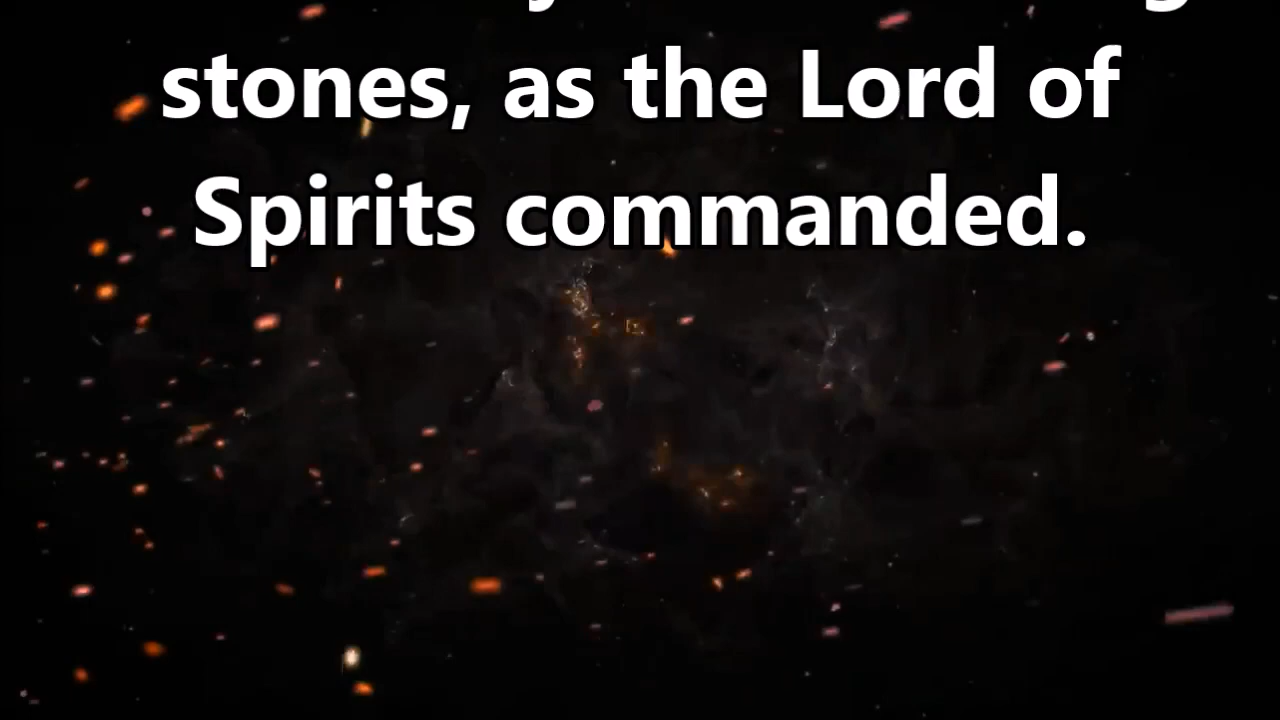 stones, as the Lord of
Spirits commanded.